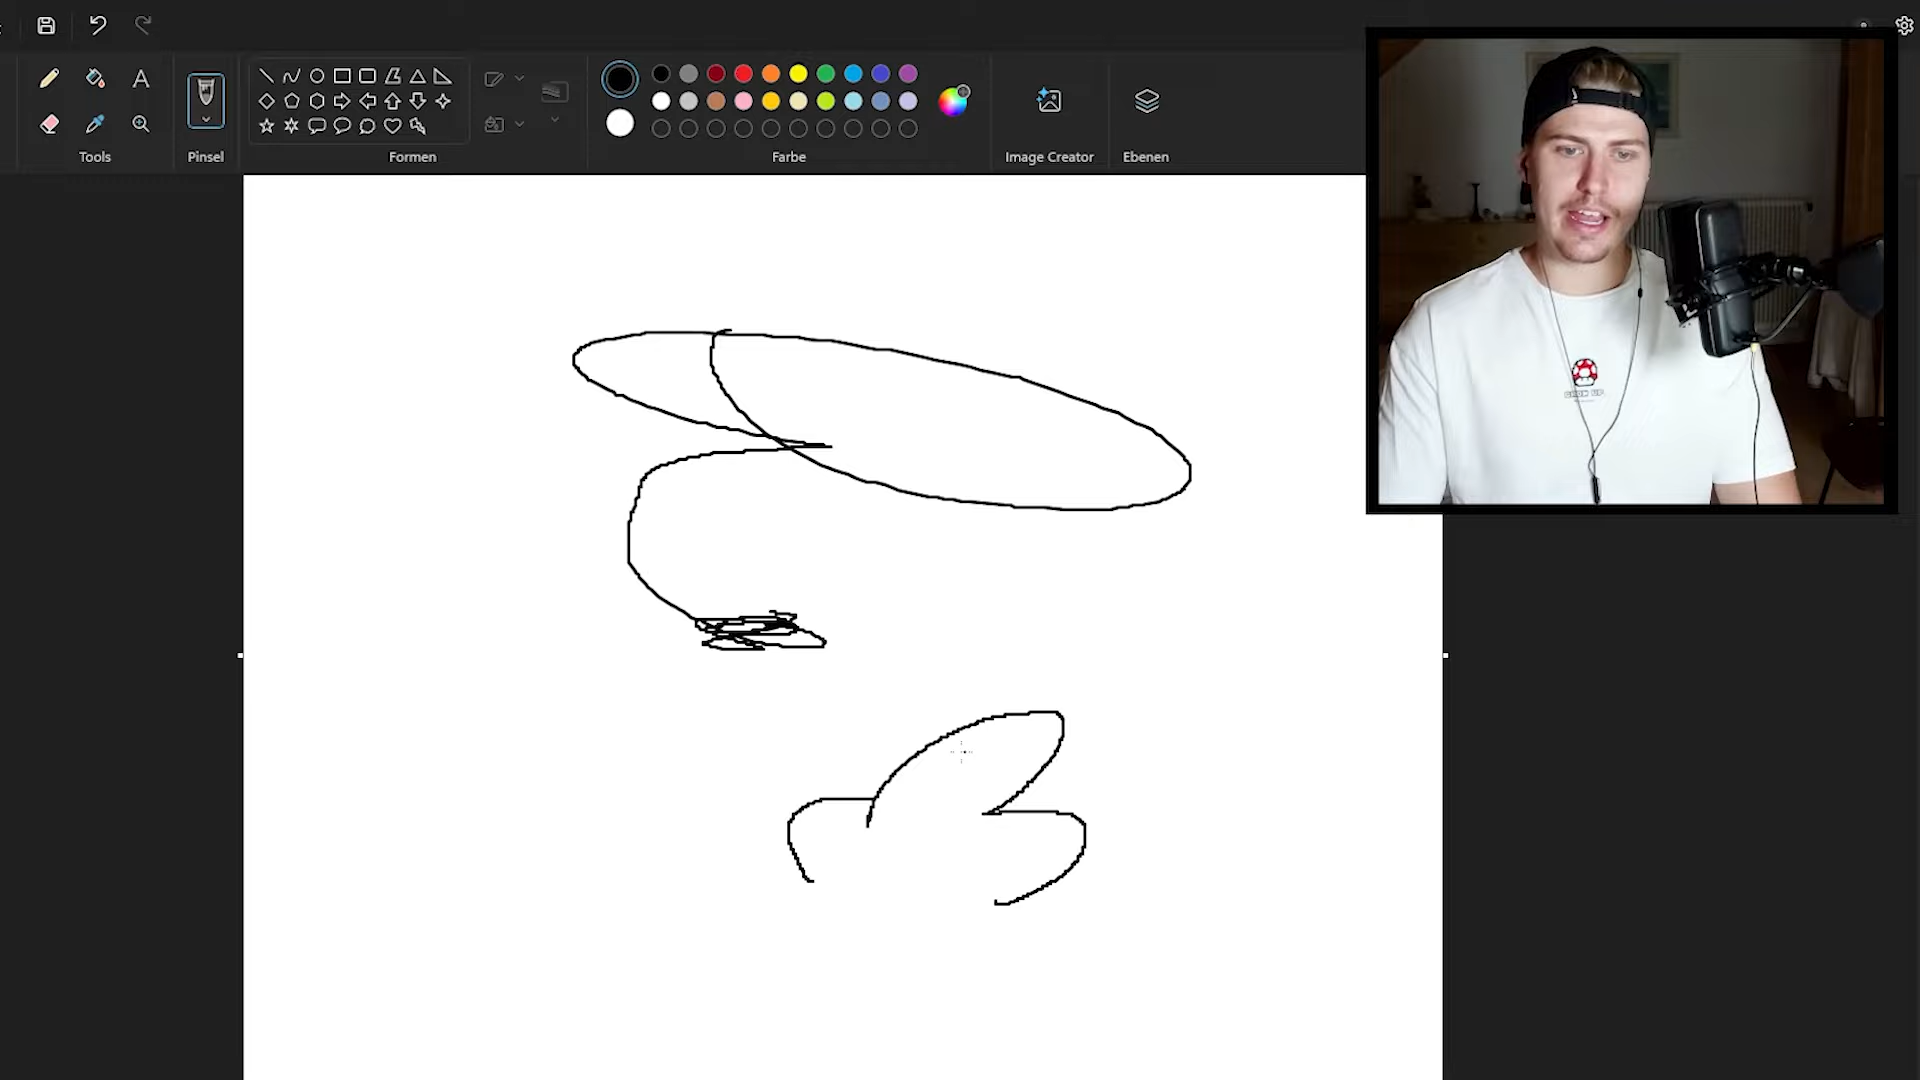 A
Tools
Pinsel
Formen
Farbe
Image Creator
Ebenen